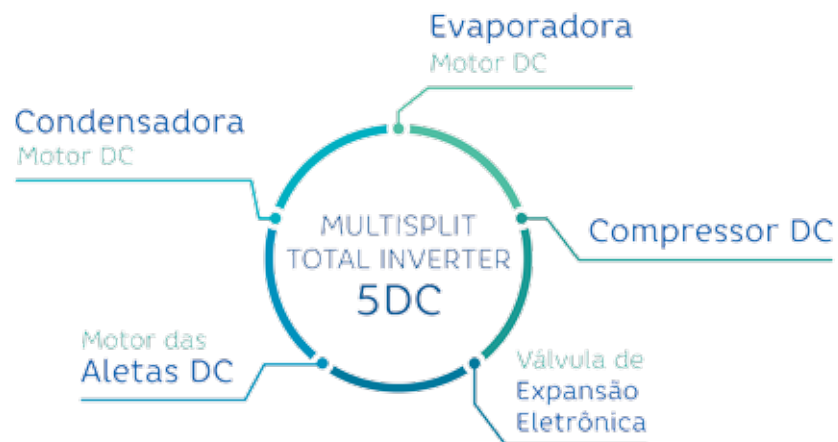 Evaporadora
Motor DC
Condensadora
Motor DC
MULTISPLIT
TOTAL INVERTER
5DC
Compressor DC
Motor das
Aletas DC
Válvula de
Expansão
Eletrônica